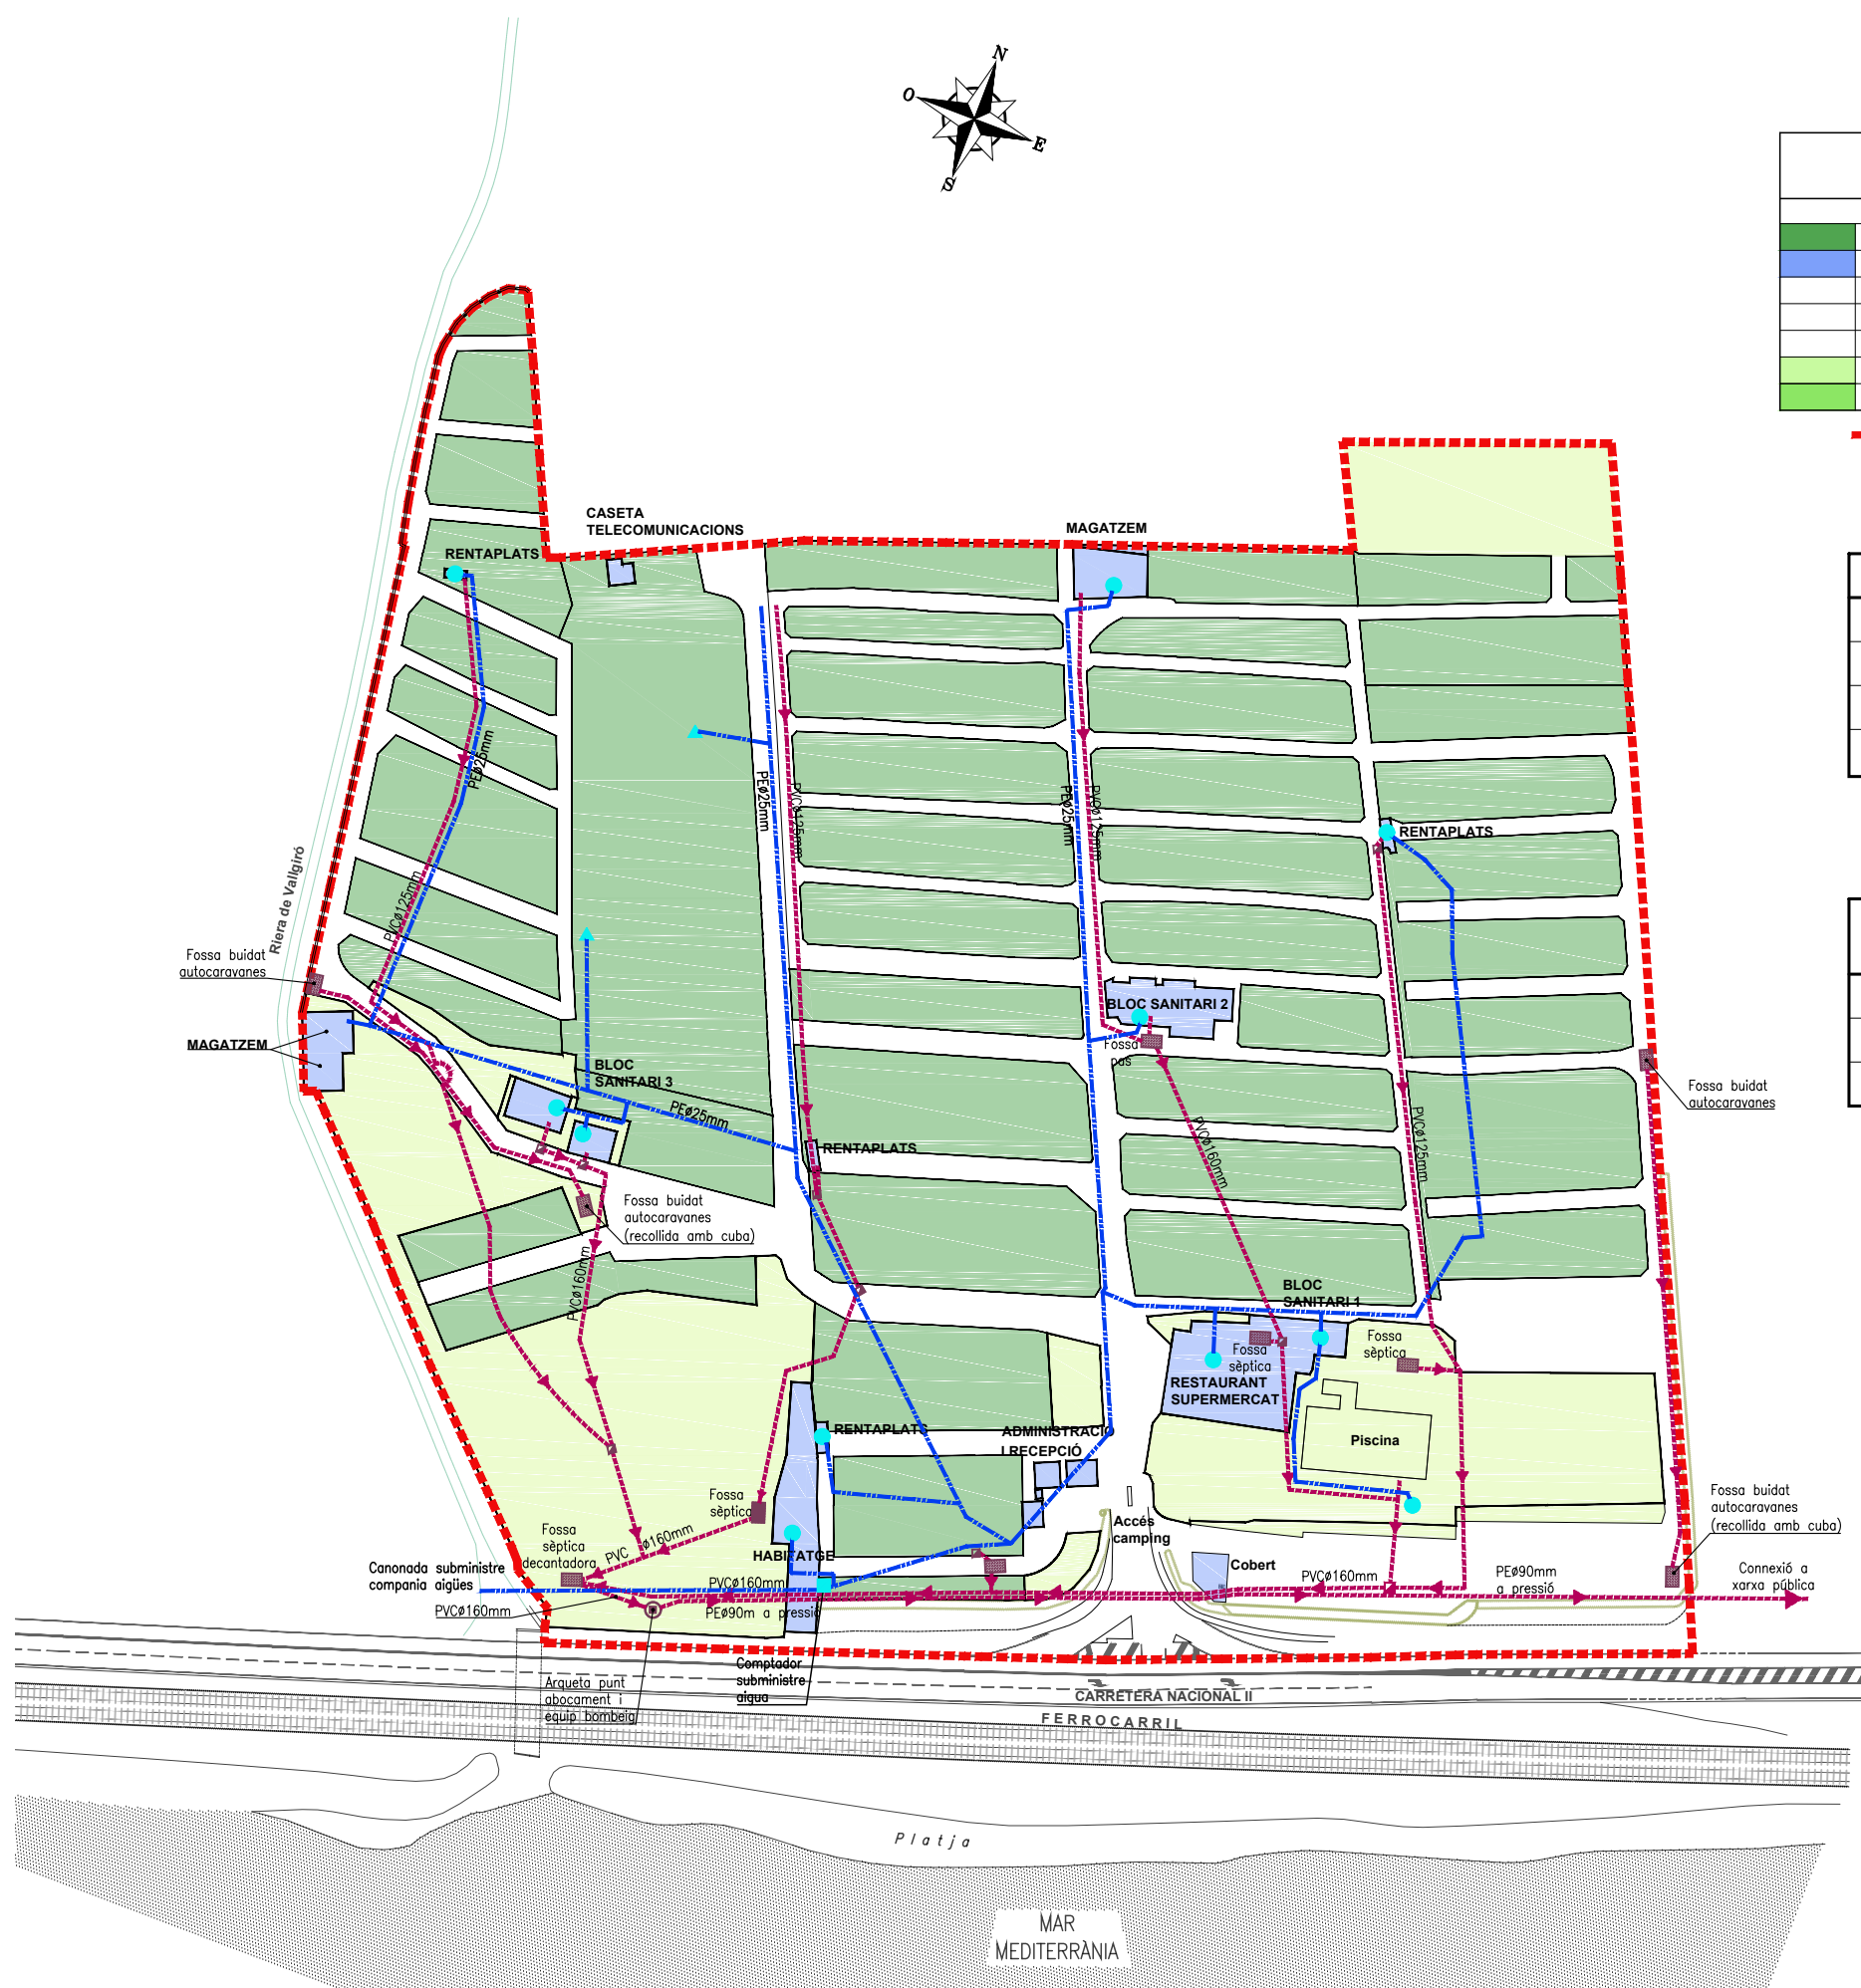 N
O
E
S
CASETA
TELECOMUNICACIONS
MAGATZEM
RENTAPLATS
PEø25mm
PEø25mm
PVCø125mm
PEø25mm
PVCø125mm
RENTAPLATS
Riera de Vallgiró
PVCø125mm
Fossa buidat
autocaravanes
BLOC SANITARI 2
MAGATZEM
Fossa
pas
BLOC
SANITARI 3
Fossa buidat
autocaravanes
PEø25mm
PVCø125mm
RENTAPLATS
PVCø160mm
Fossa buidat
autocaravanes
(recollida amb cuba)
PVCø160mm
BLOC
SANITARI 1
Fossa
sèptica
Fossa
sèptica
RESTAURANT
SUPERMERCAT
RENTAPLATS
ADMINISTRACIÓ
I RECEPCIÓ
Piscina
Fossa
sèptica
Fossa buidat
autocaravanes
(recollida amb cuba)
Accés
camping
Fossa
sèptica
decantadora
PVC ø160mm
HABITATGE
Cobert
Canonada subministre
compania aigües
PVCø160mm
PVCø160mm
PEø90mm
a pressió
Connexió a
xarxa pública
PVCø160mm
PEø90m a pressió
Comptador
subministre
aigua
Arqueta punt
abocament i
equip bombeig
CARRETERA NACIONAL II
FERROCARRIL
Platja
MAR
MEDITERRÀNIA